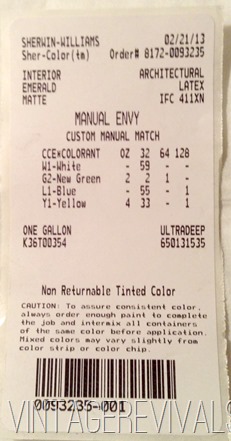 SHERWIN-WILLIAMS 02/21/13
Sher-Color(tm) Order# 8172-0093235
INTERIOR ARCHITECTURAL
EMERALD LATEX
MATTE IFC 411XN
MANUAL ENVY
CUSTOM MANUAL MATCH
CCE*COLORANT OZ 32 64 128
W1-White - 59 - -
G2-New Green 2 2 1 -
L1-Blue - 55 - 1
Y1-Yellow 4 33 - 1
ONE GALLON ULTRADEEP
K36T00354 650131535
Non Returnable Tinted Color
CAUTION: To assure consistent color,
always order enough paint to complete
the job and intermix all containers
of the same color before application.
Mixed colors may vary slightly from
color strip or color chip.
0093235-001
VINTAGEREVIVALS